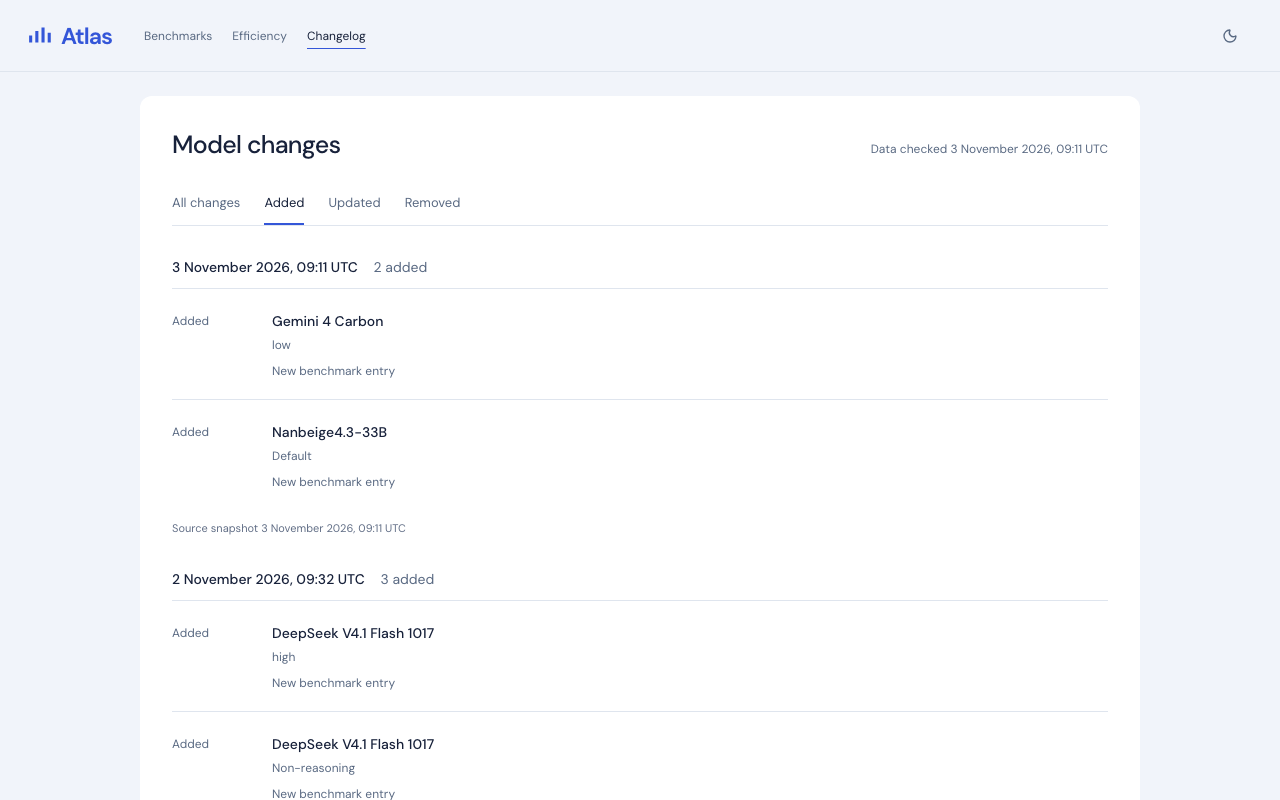 Atlas
Benchmarks
Efficiency
Changelog
Model changes
Data checked 3 November 2026, 09:11 UTC
All changes
Added
Updated
Removed
3 November 2026, 09:11 UTC
2 added
Added
Gemini 4 Carbon
low
New benchmark entry
Added
Nanbeige4.3-33B
Default
New benchmark entry
Source snapshot 3 November 2026, 09:11 UTC
2 November 2026, 09:32 UTC
3 added
Added
DeepSeek V4.1 Flash 1017
high
New benchmark entry
Added
DeepSeek V4.1 Flash 1017
Non-reasoning
New benchmark entry